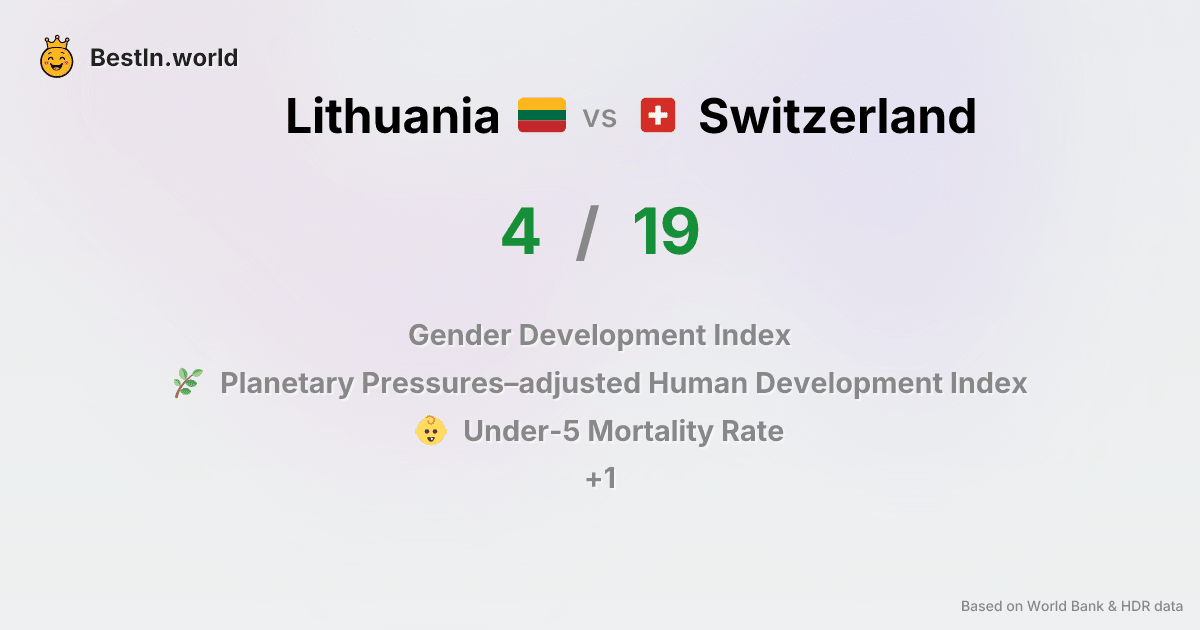 BestIn.world
Lithuania vs Switzerland
4 / 19
Gender Development Index
Planetary Pressures–adjusted Human Development Index
Under-5 Mortality Rate
+1
Based on World Bank & HDR data